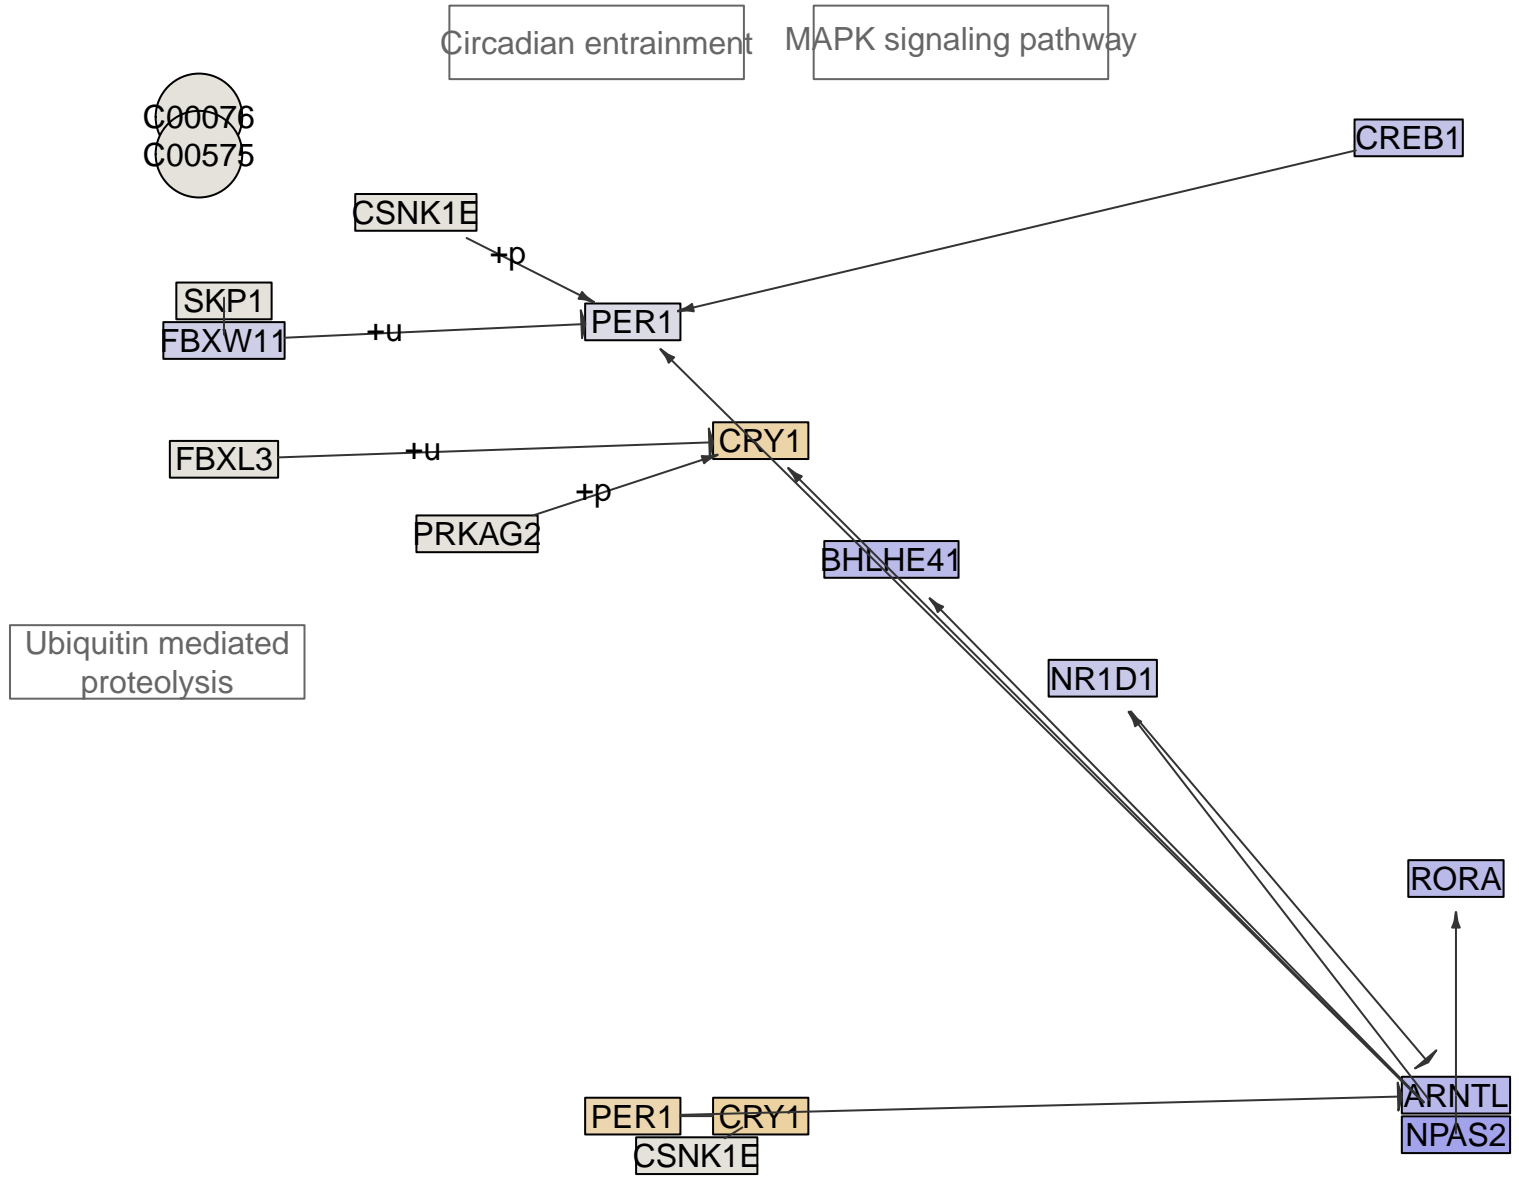 Circadian entrainment
MAPK signaling pathway
C00076
C00575
CREB1
CSNK1E
+p
SKP1
FBXW11
+u
PER1
FBXL3
+u
CRY1
+p
PRKAG2
BHLHE41
Ubiquitin mediated
proteolysis
NR1D1
RORA
ARNTL
NPAS2
PER1
CRY1
CSNK1E